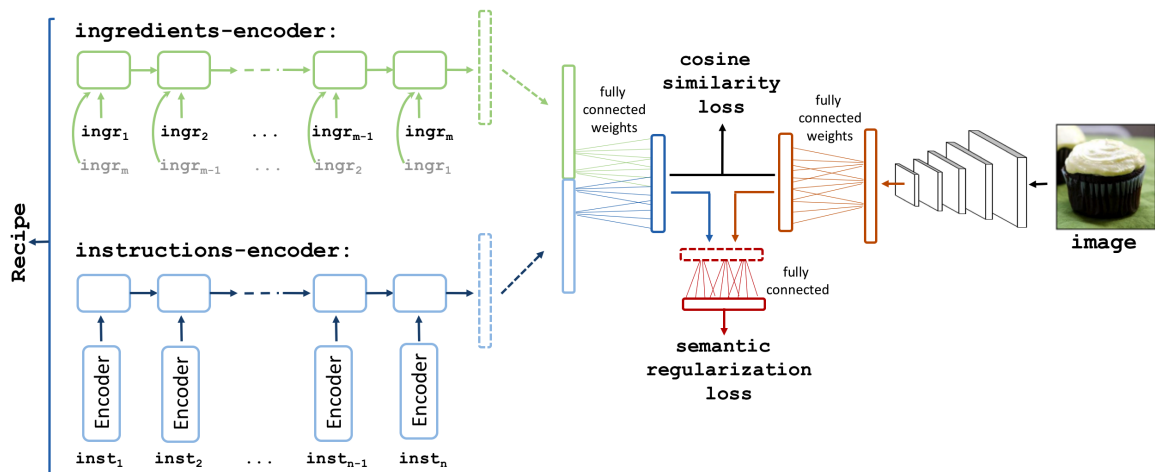 Recipe
ingredients-encoder:
ingr1 ingr2 ... ingrm-1 ingrm
ingrm ingrm-1 ... ingr2 ingr1
instructions-encoder:
Encoder Encoder Encoder Encoder
inst1 inst2 ... instn-1 instn
fully
connected
weights
cosine
similarity
loss
fully
connected
weights
fully
connected
semantic
regularization
loss
image